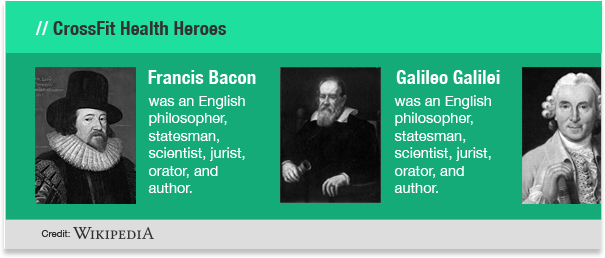 // CrossFit Health Heroes
Francis Bacon
was an English
philosopher,
statesman,
scientist, jurist,
orator, and
author.
Galileo Galilei
was an English
philosopher,
statesman,
scientist, jurist,
orator, and
author.
Credit: WIKIPEDIA